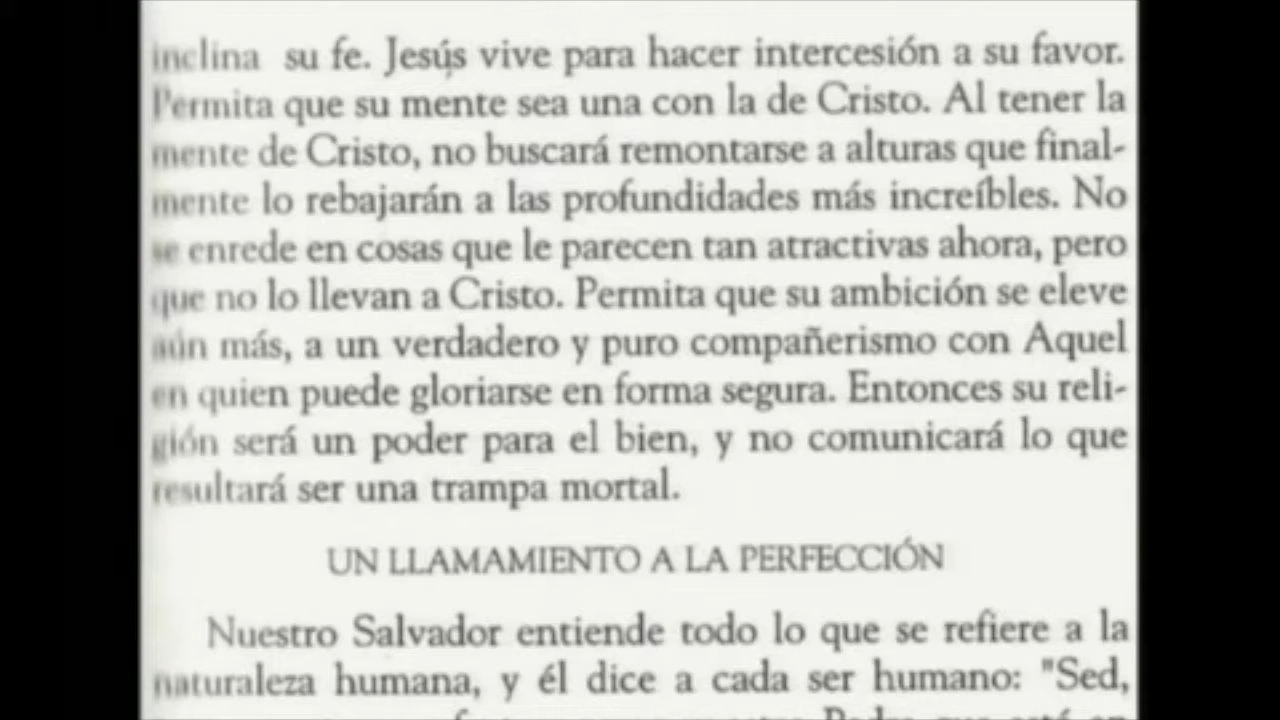 inclina su fe. Jesús vive para hacer intercesión a su favor.
Permita que su mente sea una con la de Cristo. Al tener la
mente de Cristo, no buscará remontarse a alturas que final-
mente lo rebajarán a las profundidades más increíbles. No
se enrede en cosas que le parecen tan atractivas ahora, pero
que no lo llevan a Cristo. Permita que su ambición se eleve
aún más, a un verdadero y puro compañerismo con Aquel
en quien puede gloriarse en forma segura. Entonces su reli-
gión será un poder para el bien, y no comunicará lo que
resultará ser una trampa mortal.
UN LLAMAMIENTO A LA PERFECCIÓN
Nuestro Salvador entiende todo lo que se refiere a la
naturaleza humana, y él dice a cada ser humano: "Sed,